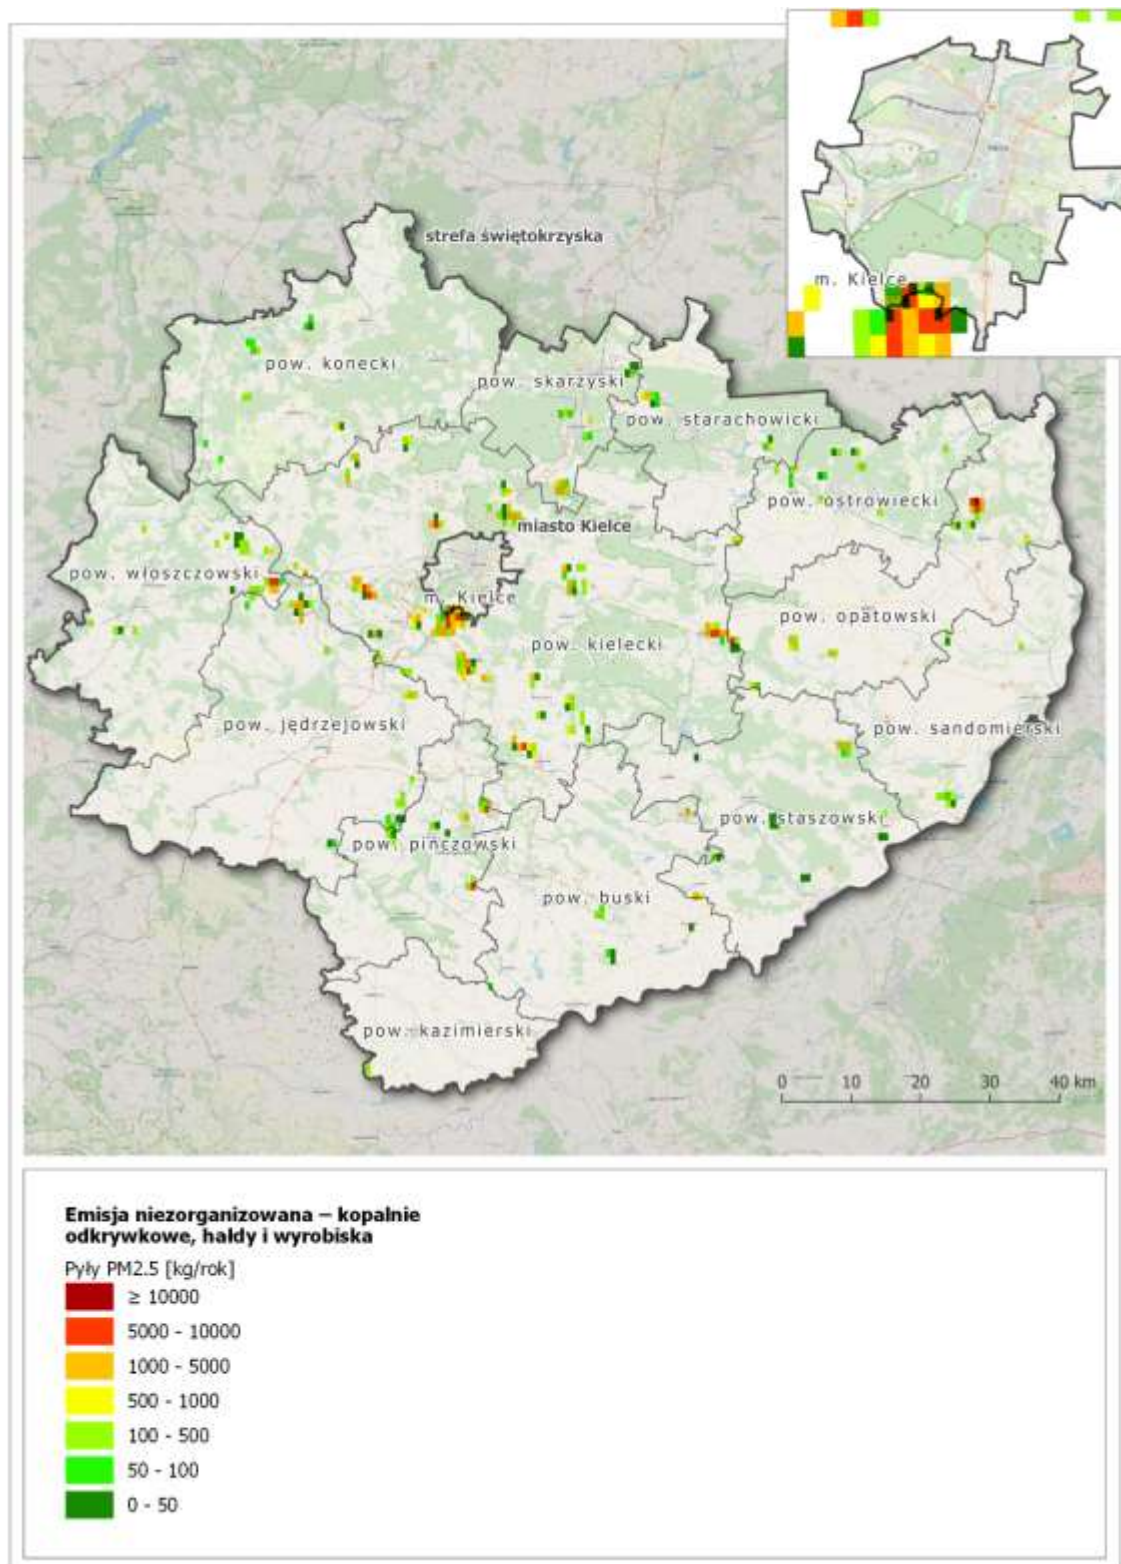 strefa świętokrzyska
m. Kielce
pow. konecki
pow. skarżyski
pow. starachowicki
pow. ostrowiecki
miasto Kielce
pow. włoszczowski
m. Kielce
pow. opatowski
pow. kielecki
pow. jędrzejowski
pow. sandomierski
pow. staszowski
pow. pińczowski
pow. buski
pow. kazimierski
0 10 20 30 40 km
Emisja niezorganizowana – kopalnie
odkrywkowe, hałdy i wyrobiska
Pyły PM2.5 [kg/rok]
≥ 10000
5000 - 10000
1000 - 5000
500 - 1000
100 - 500
50 - 100
0 - 50